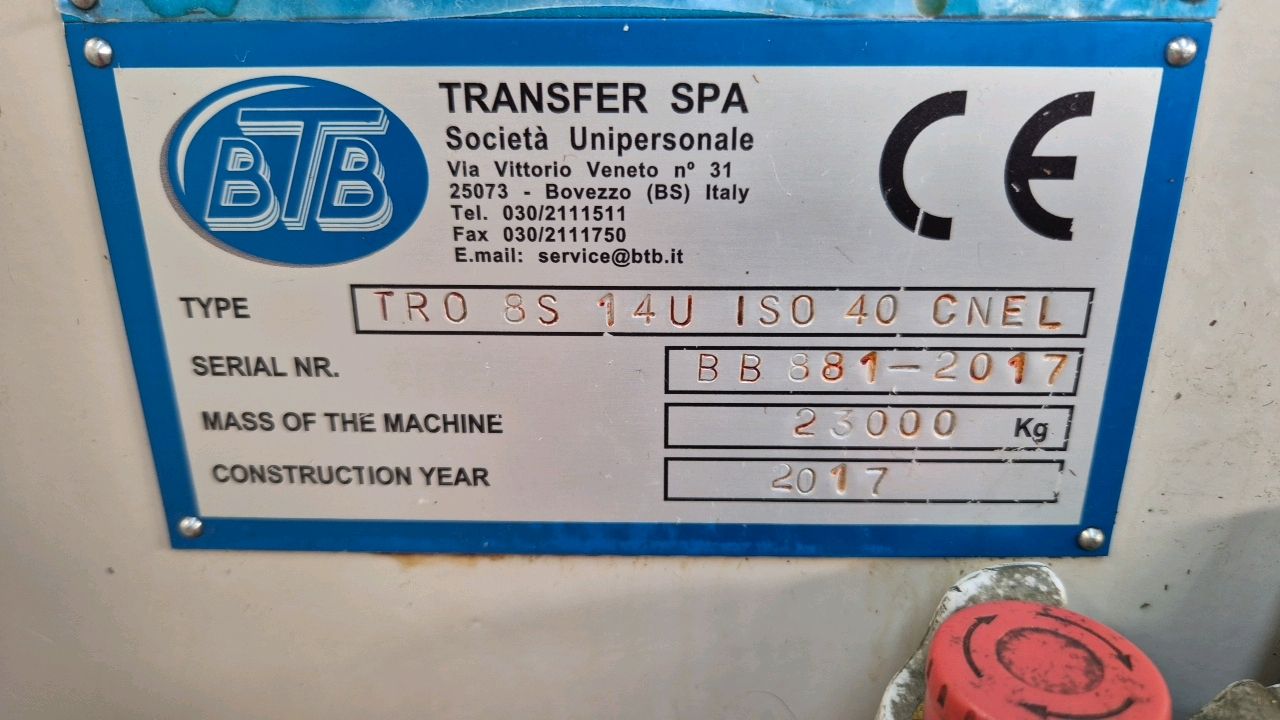 BTB
TRANSFER SPA
Società Unipersonale
Via Vittorio Veneto n° 31
25073 - Bovezzo (BS) Italy
Tel. 030/2111511
Fax 030/2111750
E.mail: service@btb.it
CE
TYPE TRO 8S 14U ISO 40 CNEL
SERIAL NR. BB881-2017
MASS OF THE MACHINE 23000 Kg
CONSTRUCTION YEAR 2017